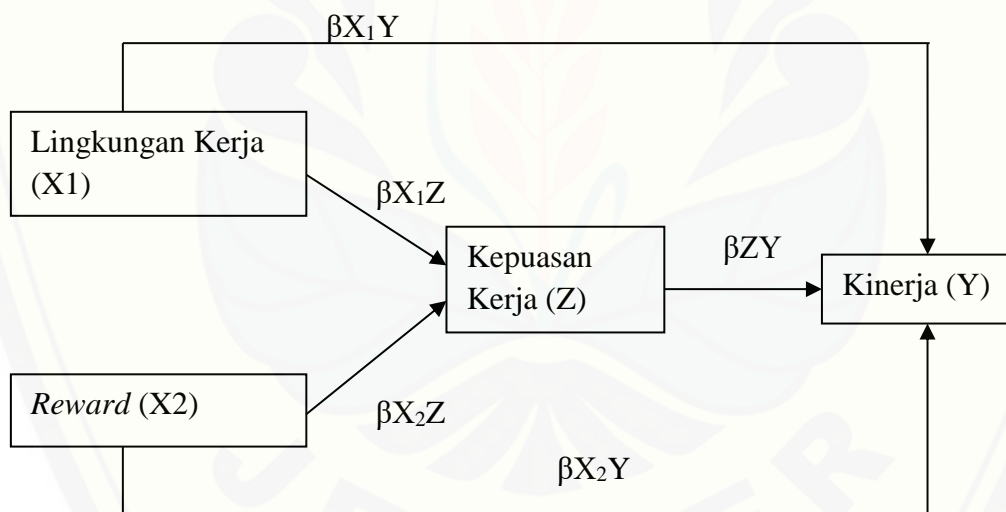 βX₁Y
Lingkungan Kerja
(X1)
βX₁Z
Kepuasan
Kerja (Z)
βZY
Kinerja (Y)
Reward (X2)
βX₂Z
βX₂Y